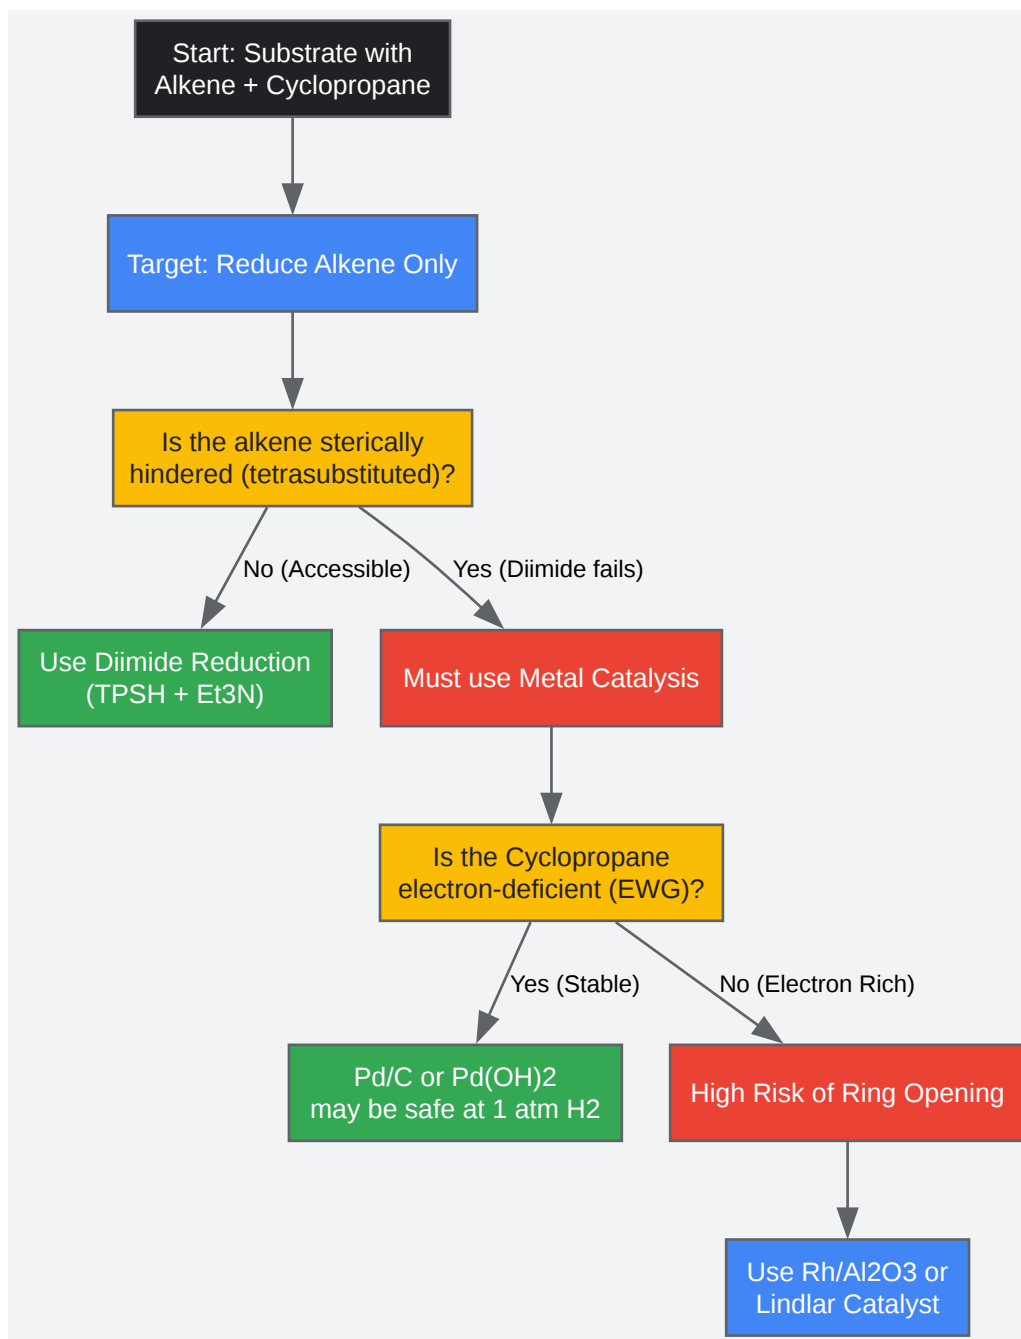 Start: Substrate with
Alkene + Cyclopropane
Target: Reduce Alkene Only
Is the alkene sterically
hindered (tetrasubstituted)?
No (Accessible)
Yes (Diimide fails)
Use Diimide Reduction
(TPSH + Et3N)
Must use Metal Catalysis
Is the Cyclopropane
electron-deficient (EWG)?
Yes (Stable)
No (Electron Rich)
Pd/C or Pd(OH)2
may be safe at 1 atm H2
High Risk of Ring Opening
Use Rh/Al2O3 or
Lindlar Catalyst